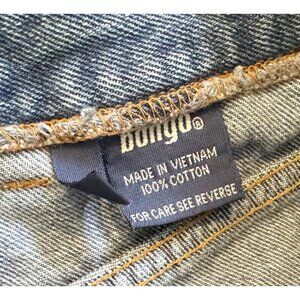 bongo®
MADE IN VIETNAM
100% COTTON
FOR CARE SEE REVERSE